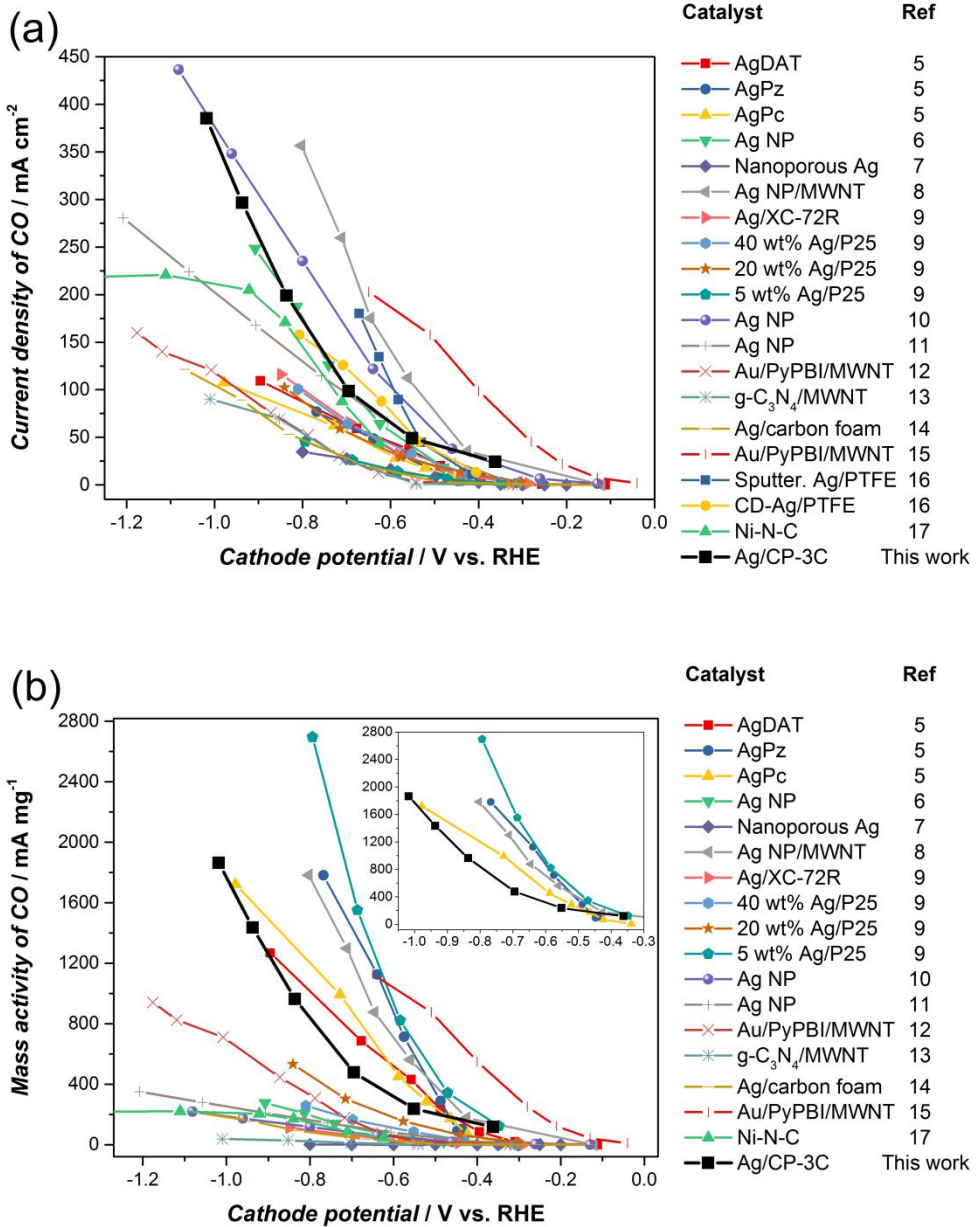 (a)
Catalyst Ref
AgDAT 5
AgPz 5
AgPc 5
Ag NP 6
Nanoporous Ag 7
Ag NP/MWNT 8
Ag/XC-72R 9
40 wt% Ag/P25 9
20 wt% Ag/P25 9
5 wt% Ag/P25 9
Ag NP 10
Ag NP 11
Au/PyPBI/MWNT 12
g-C₃N₄/MWNT 13
Ag/carbon foam 14
Au/PyPBI/MWNT 15
Sputter. Ag/PTFE 16
CD-Ag/PTFE 16
Ni-N-C 17
Ag/CP-3C This work
450
400
350
300
250
200
150
100
50
0
Current density of CO / mA cm⁻²
-1.2 -1.0 -0.8 -0.6 -0.4 -0.2 0.0
Cathode potential / V vs. RHE
(b)
Catalyst Ref
AgDAT 5
AgPz 5
AgPc 5
Ag NP 6
Nanoporous Ag 7
Ag NP/MWNT 8
Ag/XC-72R 9
40 wt% Ag/P25 9
20 wt% Ag/P25 9
5 wt% Ag/P25 9
Ag NP 10
Ag NP 11
Au/PyPBI/MWNT 12
g-C₃N₄/MWNT 13
Ag/carbon foam 14
Au/PyPBI/MWNT 15
Ni-N-C 17
Ag/CP-3C This work
2800
2400
2000
1600
1200
800
400
0
Mass activity of CO / mA mg⁻¹
2800
2400
2000
1600
1200
800
400
0
-1.0 -0.9 -0.8 -0.7 -0.6 -0.5 -0.4 -0.3
-1.2 -1.0 -0.8 -0.6 -0.4 -0.2 0.0
Cathode potential / V vs. RHE